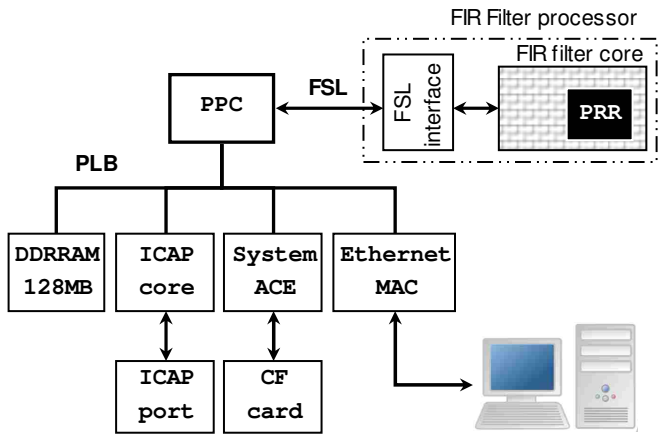 FIR Filter processor
FIR filter core
FSL
interface
PRR
FSL
PPC
PLB
DDRRAM
128MB
ICAP
core
System
ACE
Ethernet
MAC
ICAP
port
CF
card